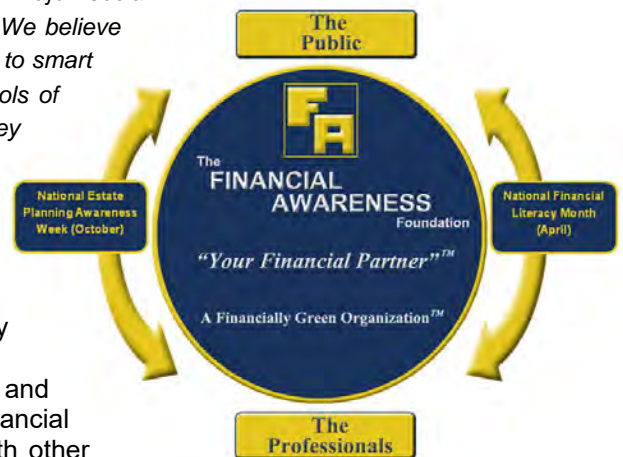 We believe
to smart
ols of
ey
y
and
ancial
th other
The
Public
FA
The
FINANCIAL
AWARENESS
Foundation
"Your Financial Partner"™
A Financially Green Organization™
National Estate
Planning Awareness
Week (October)
National Financial
Literacy Month
(April)
The
Professionals